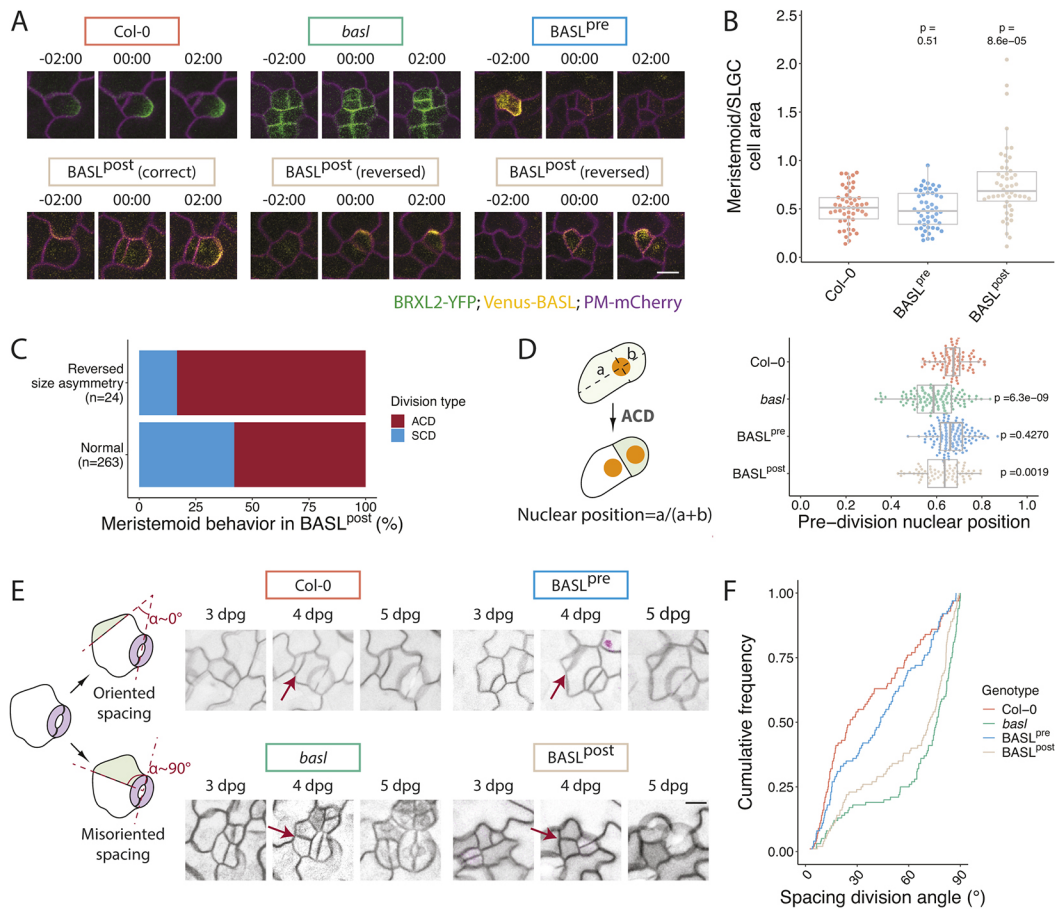 A
Col-0
basl
BASLpre
-02:00 00:00 02:00 -02:00 00:00 02:00 -02:00 00:00 02:00
BASLpost (correct)
BASLpost (reversed)
BASLpost (reversed)
-02:00 00:00 02:00 -02:00 00:00 02:00 -02:00 00:00 02:00
BRXL2-YFP; Venus-BASL; PM-mCherry
B
p =
0.51
p =
8.6e−05
Meristemoid/SLGC
cell area
2.5
2.0
1.5
1.0
0.5
0.0
Col−0
BASLpre
BASLpost
C
Reversed
size asymmetry
(n=24)
Normal
(n=263)
Division type
ACD
SCD
0 25 50 75 100
Meristemoid behavior in BASLpost (%)
D
a
b
ACD
Nuclear position=a/(a+b)
Col−0
basl
BASLpre
BASLpost
p =6.3e−09
p =0.4270
p =0.0019
0.0 0.2 0.4 0.6 0.8 1.0
Pre−division nuclear position
E
α~0°
Oriented
spacing
α~90°
Misoriented
spacing
Col-0
BASLpre
3 dpg 4 dpg 5 dpg 3 dpg 4 dpg 5 dpg
basl
BASLpost
3 dpg 4 dpg 5 dpg 3 dpg 4 dpg 5 dpg
F
Cumulative frequency
1.00
0.75
0.50
0.25
0.00
0 30 60 90
Spacing division angle (°)
Genotype
Col−0
basl
BASLpre
BASLpost